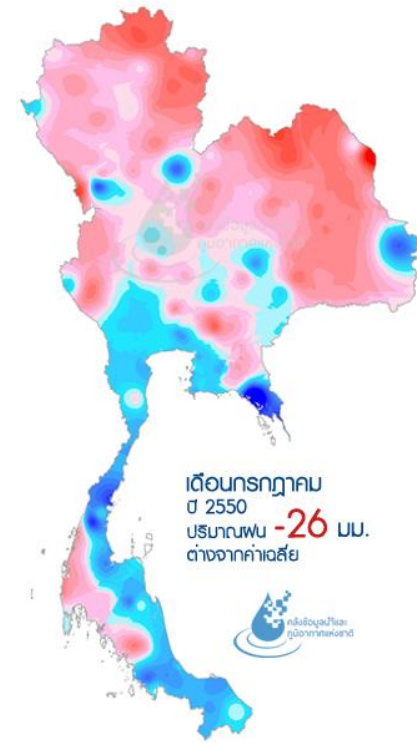 เดือนกรกฎาคม
ปี 2550
ปริมาณฝน -26 มม.
ต่างจากค่าเฉลี่ย
คลังข้อมูลน้ำและ
ภูมิอากาศแห่งชาติ